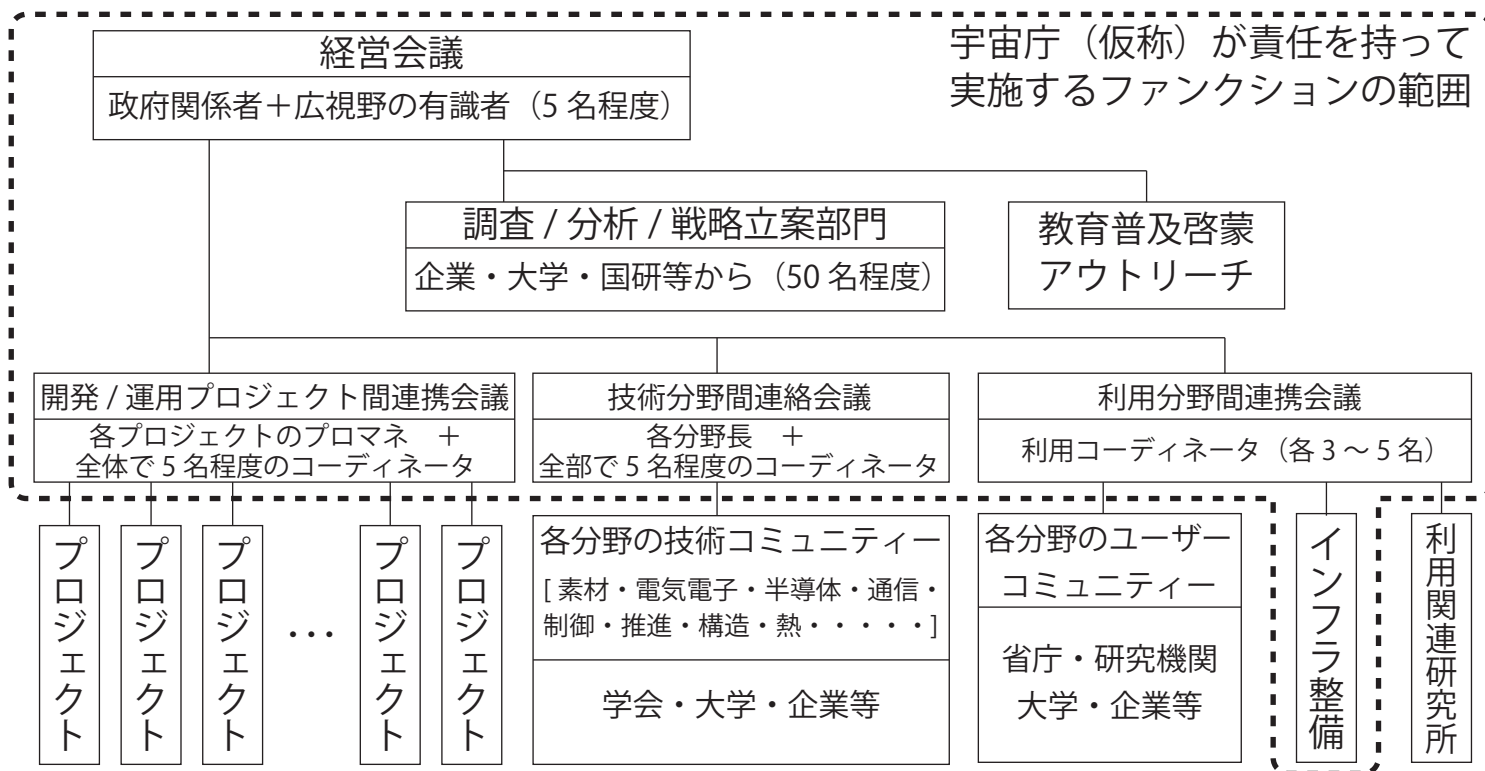 宇宙庁（仮称）が責任を持って
実施するファンクションの範囲
経営会議
政府関係者＋広視野の有識者（5 名程度）
調査 / 分析 / 戦略立案部門
企業・大学・国研等から（50 名程度）
教育普及啓蒙
アウトリーチ
開発 / 運用プロジェクト間連携会議
各プロジェクトのプロマネ　＋
全体で 5 名程度のコーディネータ
技術分野間連絡会議
各分野長　＋
全部で 5 名程度のコーディネータ
利用分野間連携会議
利用コーディネータ（各 3 〜 5 名）
プロジェクト
プロジェクト
プロジェクト
…
プロジェクト
プロジェクト
各分野の技術コミュニティー
[ 素材・電気電子・半導体・通信・
制御・推進・構造・熱・・・・・]
学会・大学・企業等
各分野のユーザー
コミュニティー
省庁・研究機関
大学・企業等
インフラ整備
利用関連研究所